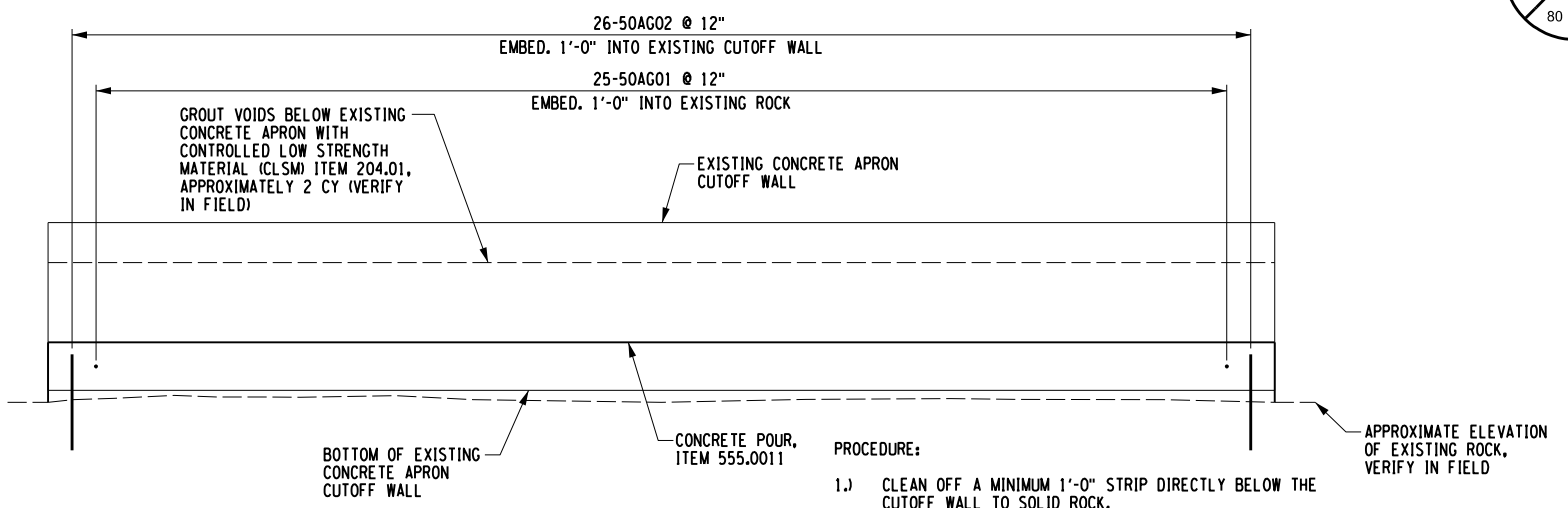 80
26-50AG02 @ 12"
EMBED. 1'-0" INTO EXISTING CUTOFF WALL
25-50AG01 @ 12"
EMBED. 1'-0" INTO EXISTING ROCK
GROUT VOIDS BELOW EXISTING
CONCRETE APRON WITH
CONTROLLED LOW STRENGTH
MATERIAL (CLSM) ITEM 204.01,
APPROXIMATELY 2 CY (VERIFY
IN FIELD)
EXISTING CONCRETE APRON
CUTOFF WALL
BOTTOM OF EXISTING
CONCRETE APRON
CUTOFF WALL
CONCRETE POUR,
ITEM 555.0011
APPROXIMATE ELEVATION
OF EXISTING ROCK,
VERIFY IN FIELD
PROCEDURE:
1.) CLEAN OFF A MINIMUM 1'-0" STRIP DIRECTLY BELOW THE
CUTOFF WALL TO SOLID ROCK.